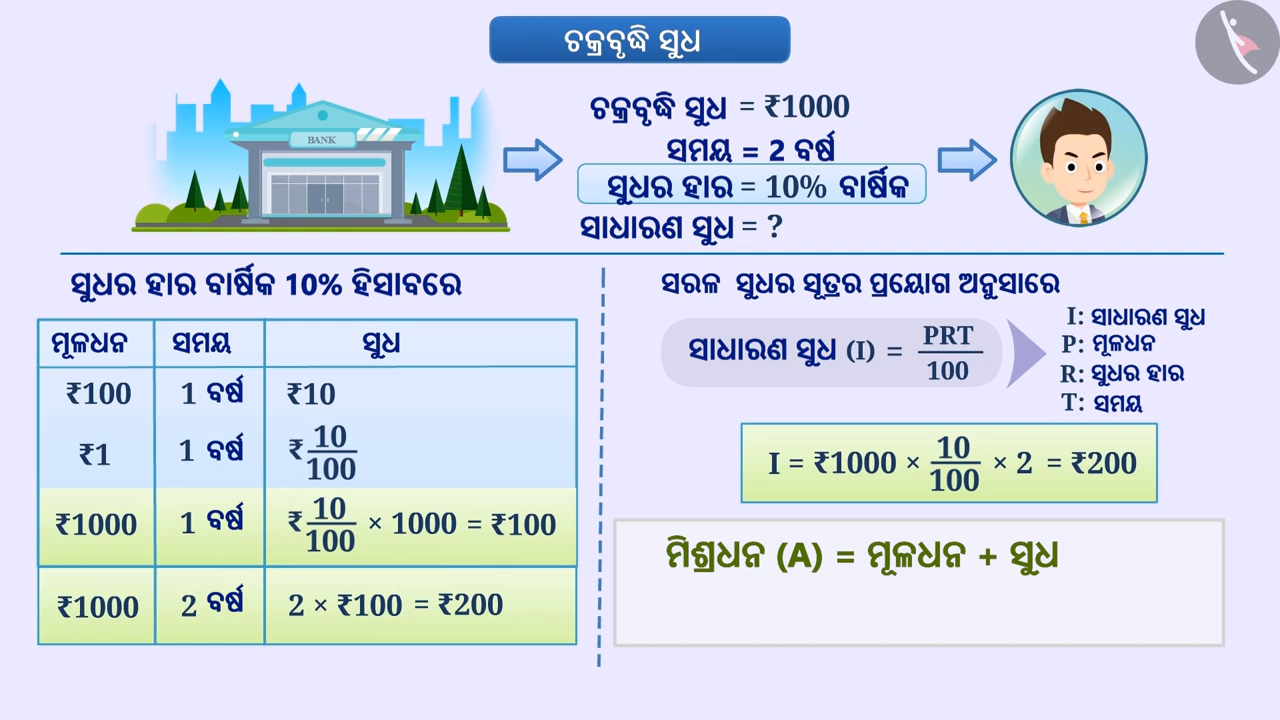 ଚକ୍ରବୃଦ୍ଧି ସୁଧ
BANK
ଚକ୍ରବୃଦ୍ଧି ସୁଧ = ₹1000
ସମୟ = 2 ବର୍ଷ
ସୁଧର ହାର = 10% ବାର୍ଷିକ
ସାଧାରଣ ସୁଧ = ?
ସୁଧର ହାର ବାର୍ଷିକ 10% ହିସାବରେ
ମୂଳଧନ ସମୟ ସୁଧ
₹100 1 ବର୍ଷ ₹10
₹1 1 ବର୍ଷ ₹10/100
₹1000 1 ବର୍ଷ ₹10/100 × 1000 = ₹100
₹1000 2 ବର୍ଷ 2 × ₹100 = ₹200
ସରଳ ସୁଧର ସୂତ୍ରର ପ୍ରୟୋଗ ଅନୁସାରେ
ସାଧାରଣ ସୁଧ (I) = PRT/100
I: ସାଧାରଣ ସୁଧ
P: ମୂଳଧନ
R: ସୁଧର ହାର
T: ସମୟ
I = ₹1000 × 10/100 × 2 = ₹200
ମିଶ୍ରଧନ (A) = ମୂଳଧନ + ସୁଧ